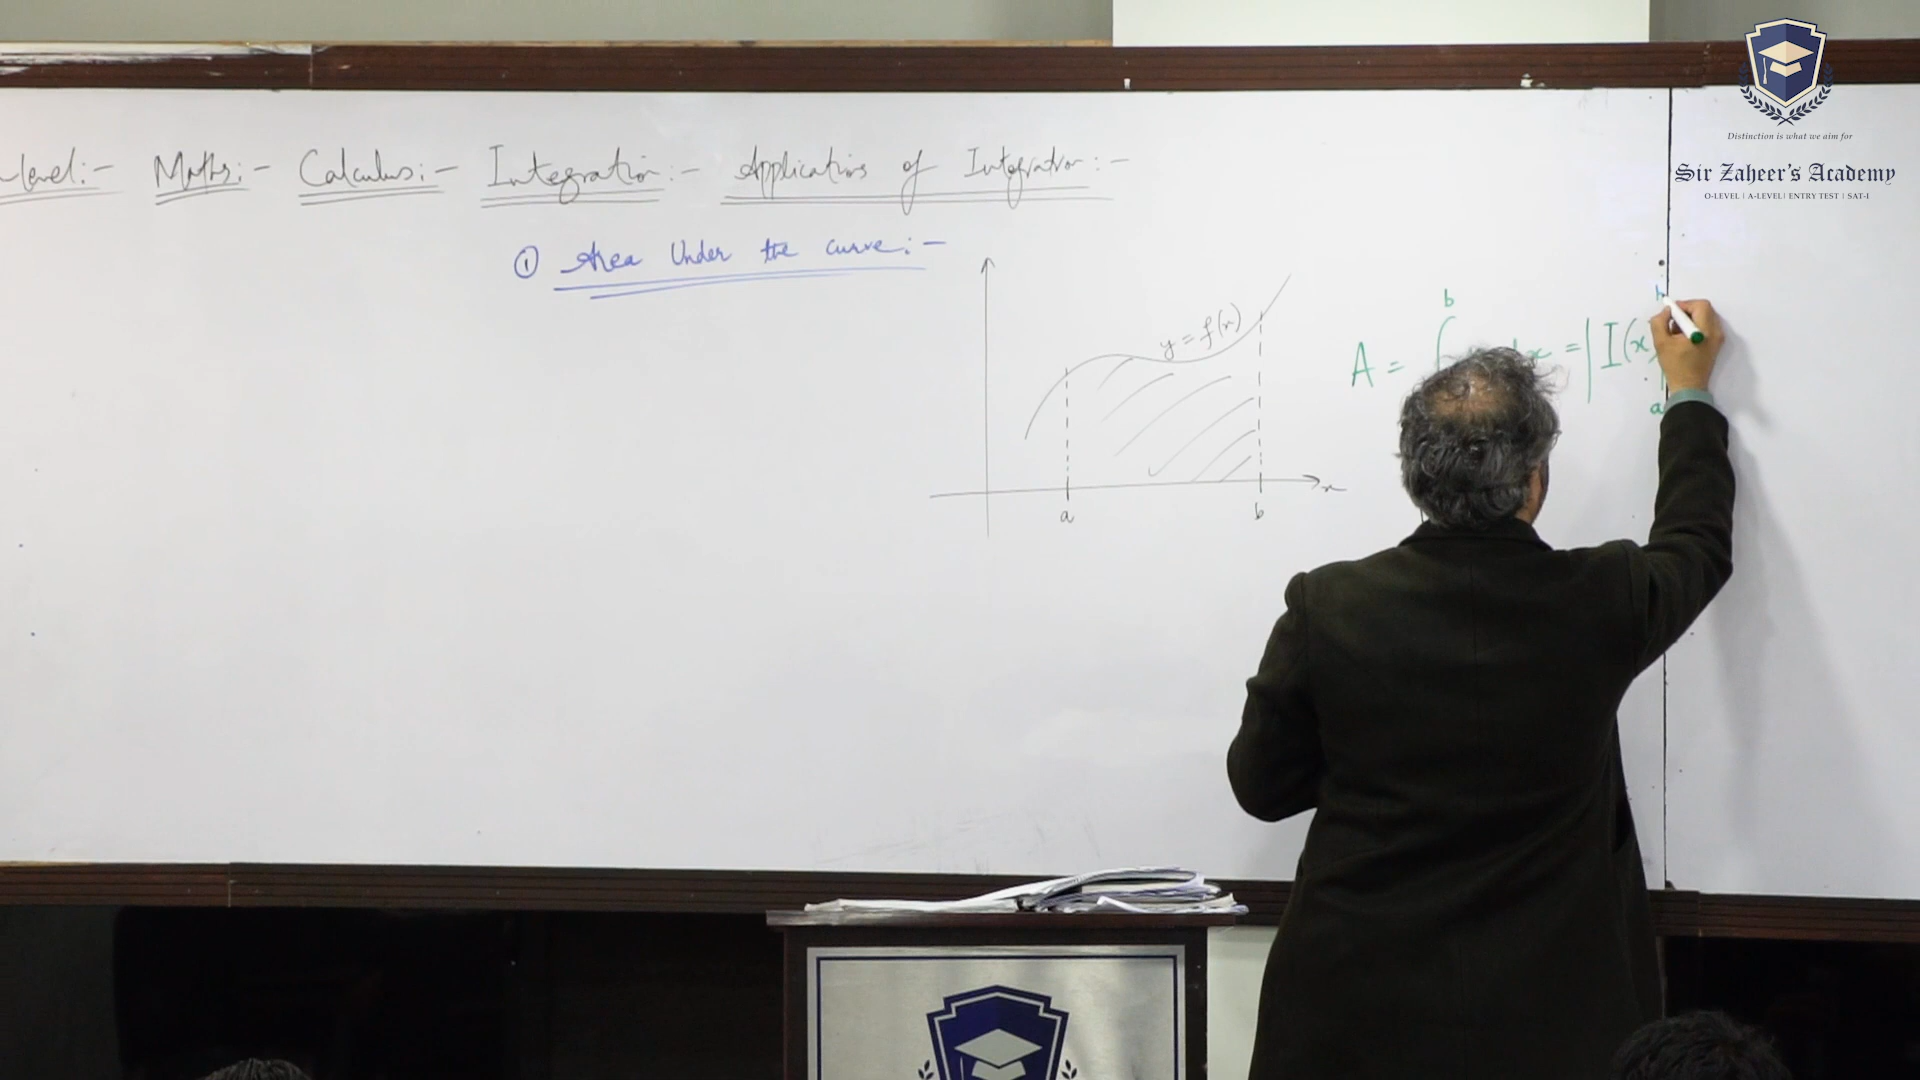 Distinction is what we aim for
Sir Zaheer's Academy
O-LEVEL | A-LEVEL | ENTRY TEST | SAT-I
level:- Maths:- Calculus:- Integration:- Applications of Integration:-
① Area Under the curve:-
y = f(x)
x
a b
A = ∫ b x = | I(x) b a